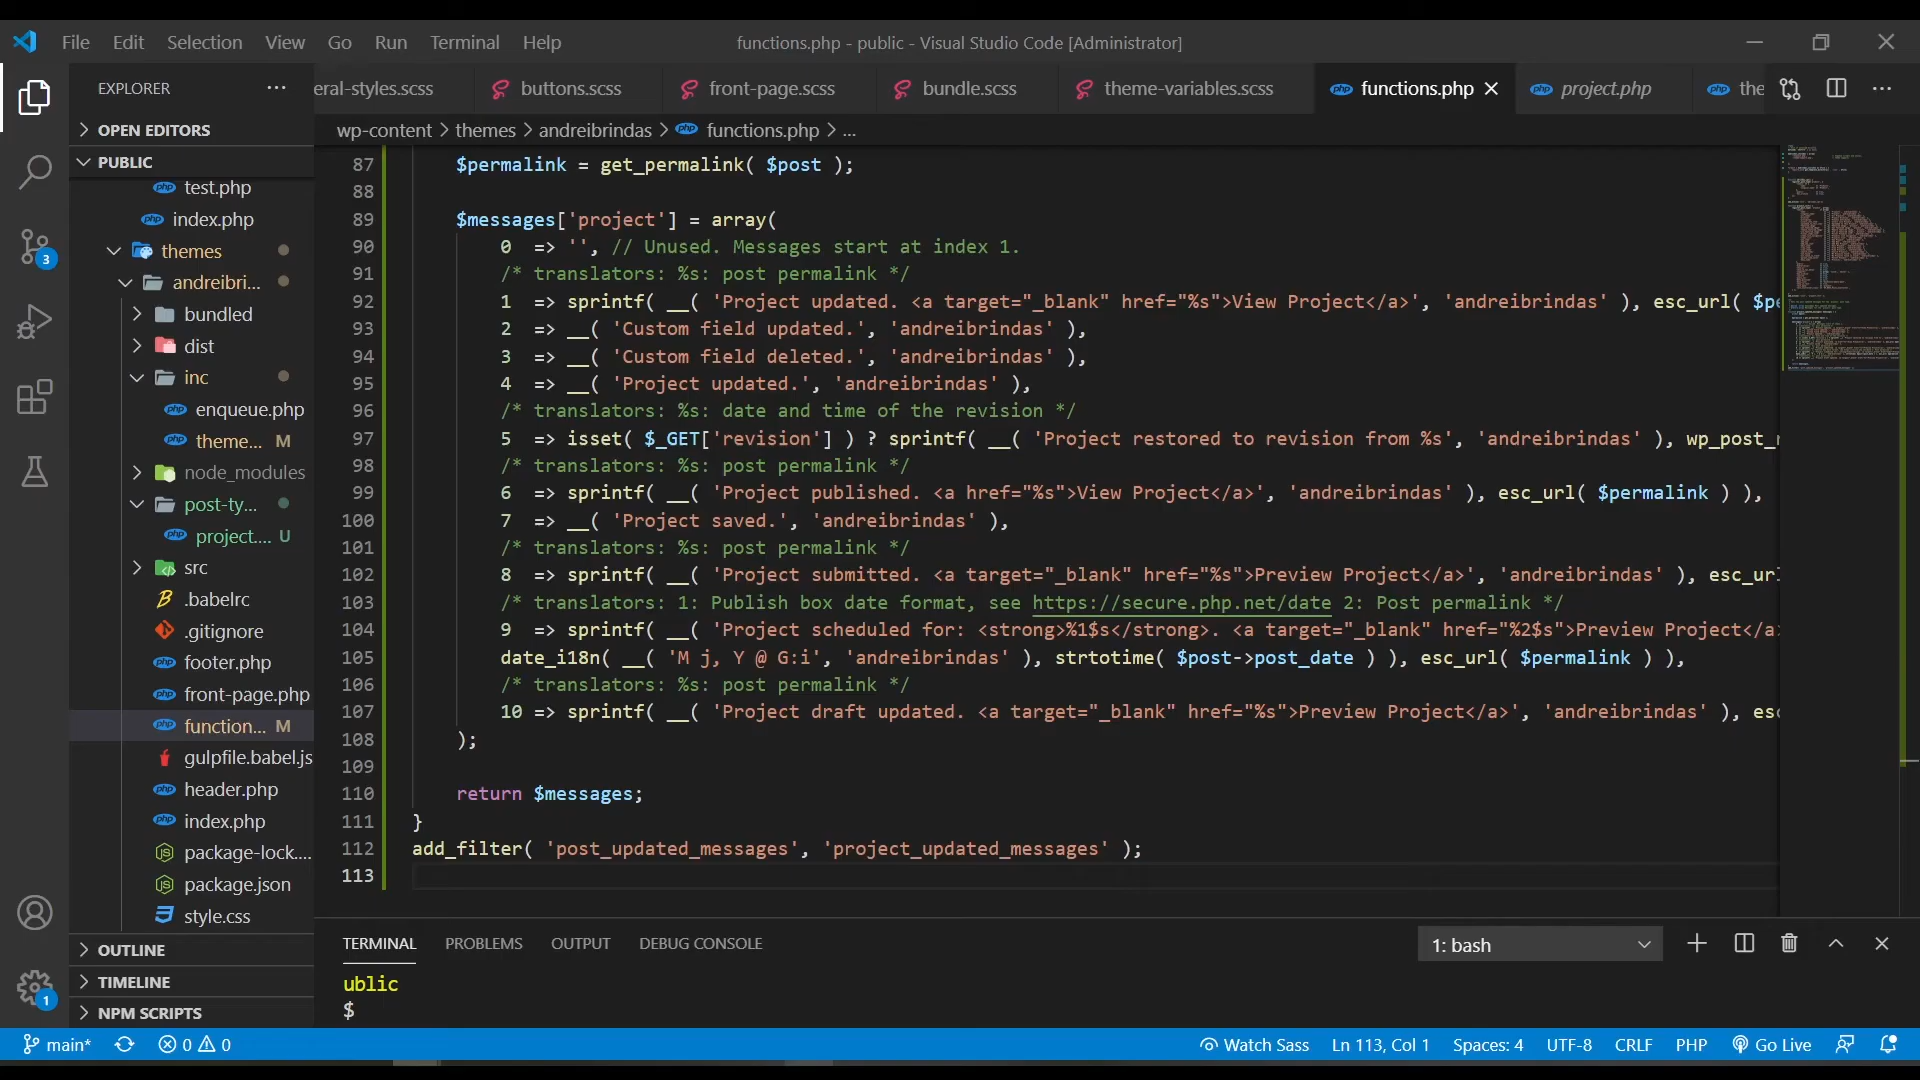 File Edit Selection View Go Run Terminal Help
functions.php - public - Visual Studio Code [Administrator]
EXPLORER
eral-styles.scss buttons.scss front-page.scss bundle.scss theme-variables.scss functions.php project.php the
OPEN EDITORS
wp-content > themes > andreibrindas > functions.php > ...
PUBLIC
test.php
index.php
themes
andreibri...
bundled
dist
inc
enqueue.php
theme... M
node_modules
post-ty...
project.... U
src
.babelrc
.gitignore
footer.php
front-page.php
function... M
gulpfile.babel.js
header.php
index.php
package-lock....
package.json
style.css
OUTLINE
TIMELINE
NPM SCRIPTS
3
1
87 $permalink = get_permalink( $post );
88
89 $messages['project'] = array(
90 0 => '', // Unused. Messages start at index 1.
91 /* translators: %s: post permalink */
92 1 => sprintf( __( 'Project updated. <a target="_blank" href="%s">View Project</a>', 'andreibrindas' ), esc_url( $pe
93 2 => __( 'Custom field updated.', 'andreibrindas' ),
94 3 => __( 'Custom field deleted.', 'andreibrindas' ),
95 4 => __( 'Project updated.', 'andreibrindas' ),
96 /* translators: %s: date and time of the revision */
97 5 => isset( $_GET['revision'] ) ? sprintf( __( 'Project restored to revision from %s', 'andreibrindas' ), wp_post_r
98 /* translators: %s: post permalink */
99 6 => sprintf( __( 'Project published. <a href="%s">View Project</a>', 'andreibrindas' ), esc_url( $permalink ) ),
100 7 => __( 'Project saved.', 'andreibrindas' ),
101 /* translators: %s: post permalink */
102 8 => sprintf( __( 'Project submitted. <a target="_blank" href="%s">Preview Project</a>', 'andreibrindas' ), esc_url
103 /* translators: 1: Publish box date format, see https://secure.php.net/date 2: Post permalink */
104 9 => sprintf( __( 'Project scheduled for: <strong>%1$s</strong>. <a target="_blank" href="%2$s">Preview Project</a>
105 date_i18n( __( 'M j, Y @ G:i', 'andreibrindas' ), strtotime( $post->post_date ) ), esc_url( $permalink ) ),
106 /* translators: %s: post permalink */
107 10 => sprintf( __( 'Project draft updated. <a target="_blank" href="%s">Preview Project</a>', 'andreibrindas' ), esc
108 );
109
110 return $messages;
111 }
112 add_filter( 'post_updated_messages', 'project_updated_messages' );
113
TERMINAL PROBLEMS OUTPUT DEBUG CONSOLE 1: bash
ublic
$
main* 0 0 Watch Sass Ln 113, Col 1 Spaces: 4 UTF-8 CRLF PHP Go Live